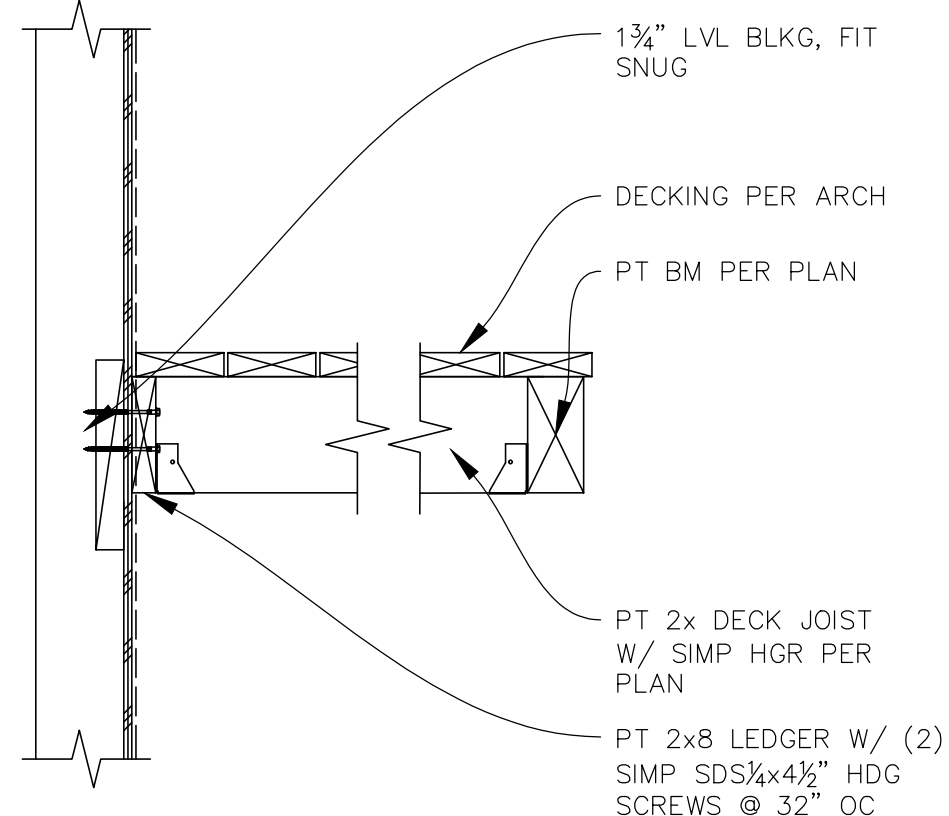 1¾” LVL BLKG, FIT
SNUG
DECKING PER ARCH
PT BM PER PLAN
PT 2x DECK JOIST
W/ SIMP HGR PER
PLAN
PT 2x8 LEDGER W/ (2)
SIMP SDS¼x4½” HDG
SCREWS @ 32” OC